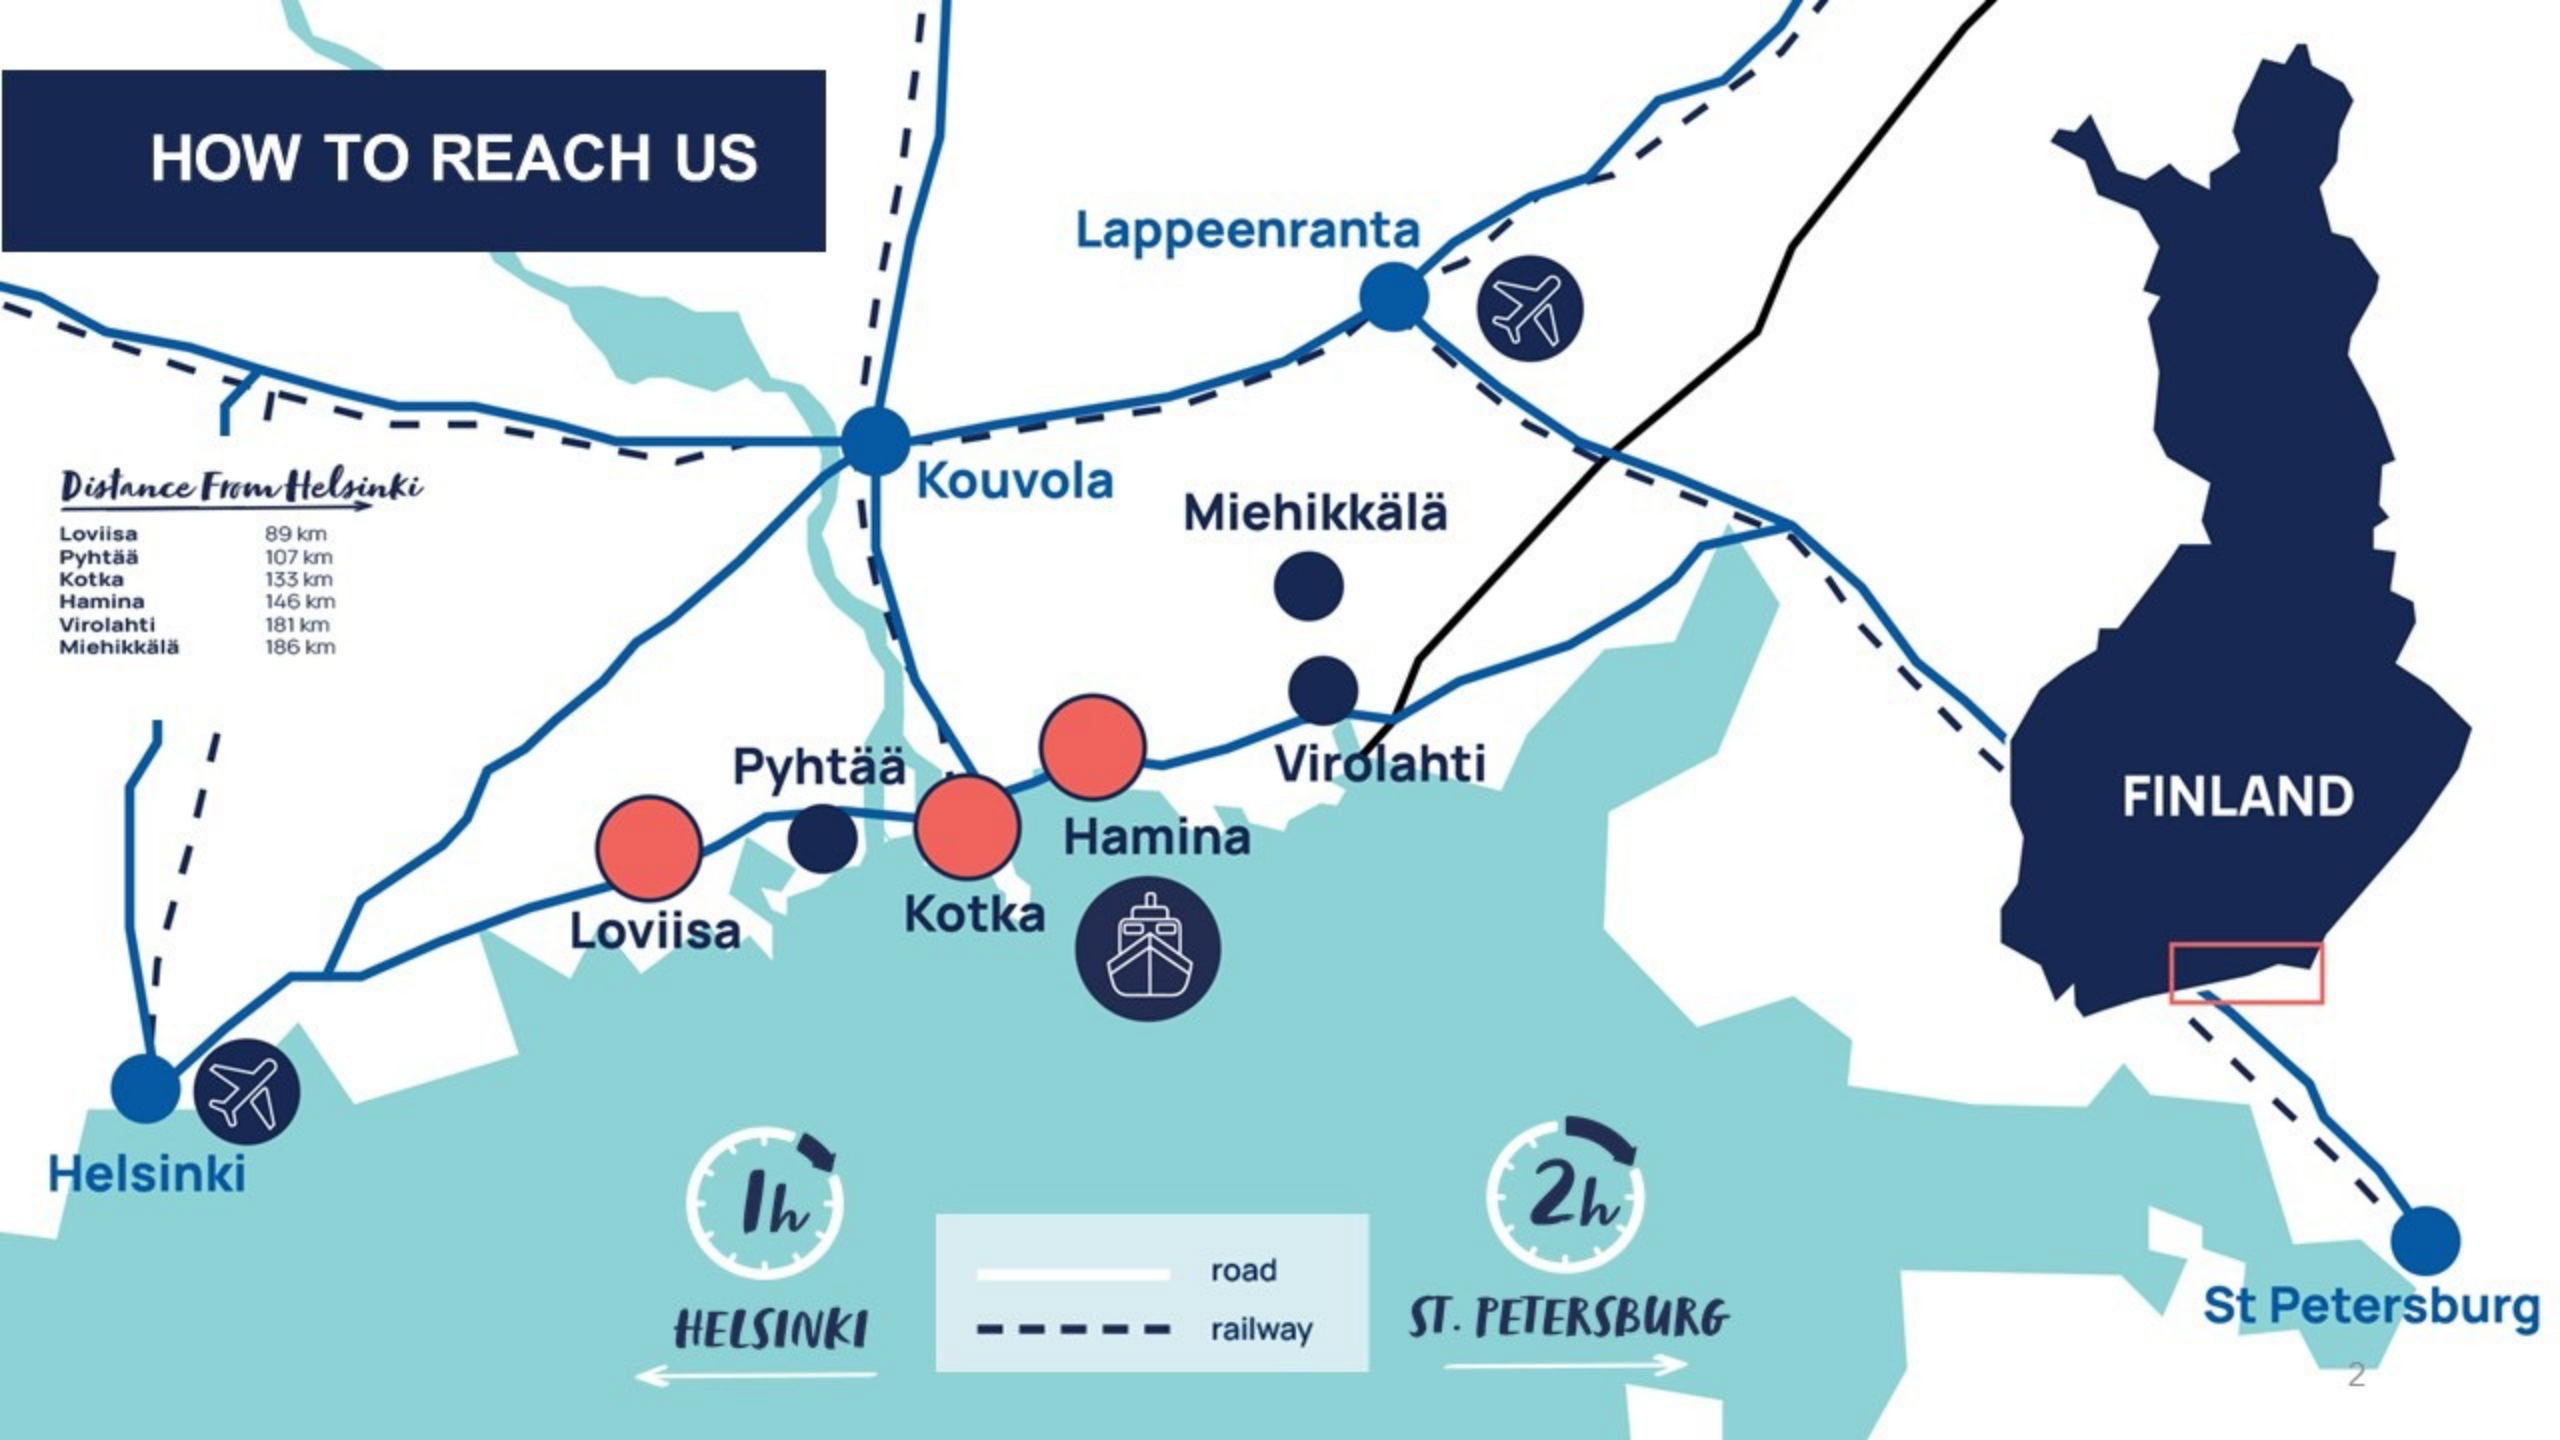 HOW TO REACH US
Lappeenranta
Kouvola
Distance From Helsinki
Loviisa 89 km
Pyhtää 107 km
Kotka 133 km
Hamina 146 km
Virolahti 181 km
Miehikkälä 186 km
Miehikkälä
Pyhtää
Virolahti
FINLAND
Hamina
Kotka
Loviisa
Helsinki
1h
HELSINKI
2h
ST. PETERSBURG
road
railway
St Petersburg
2